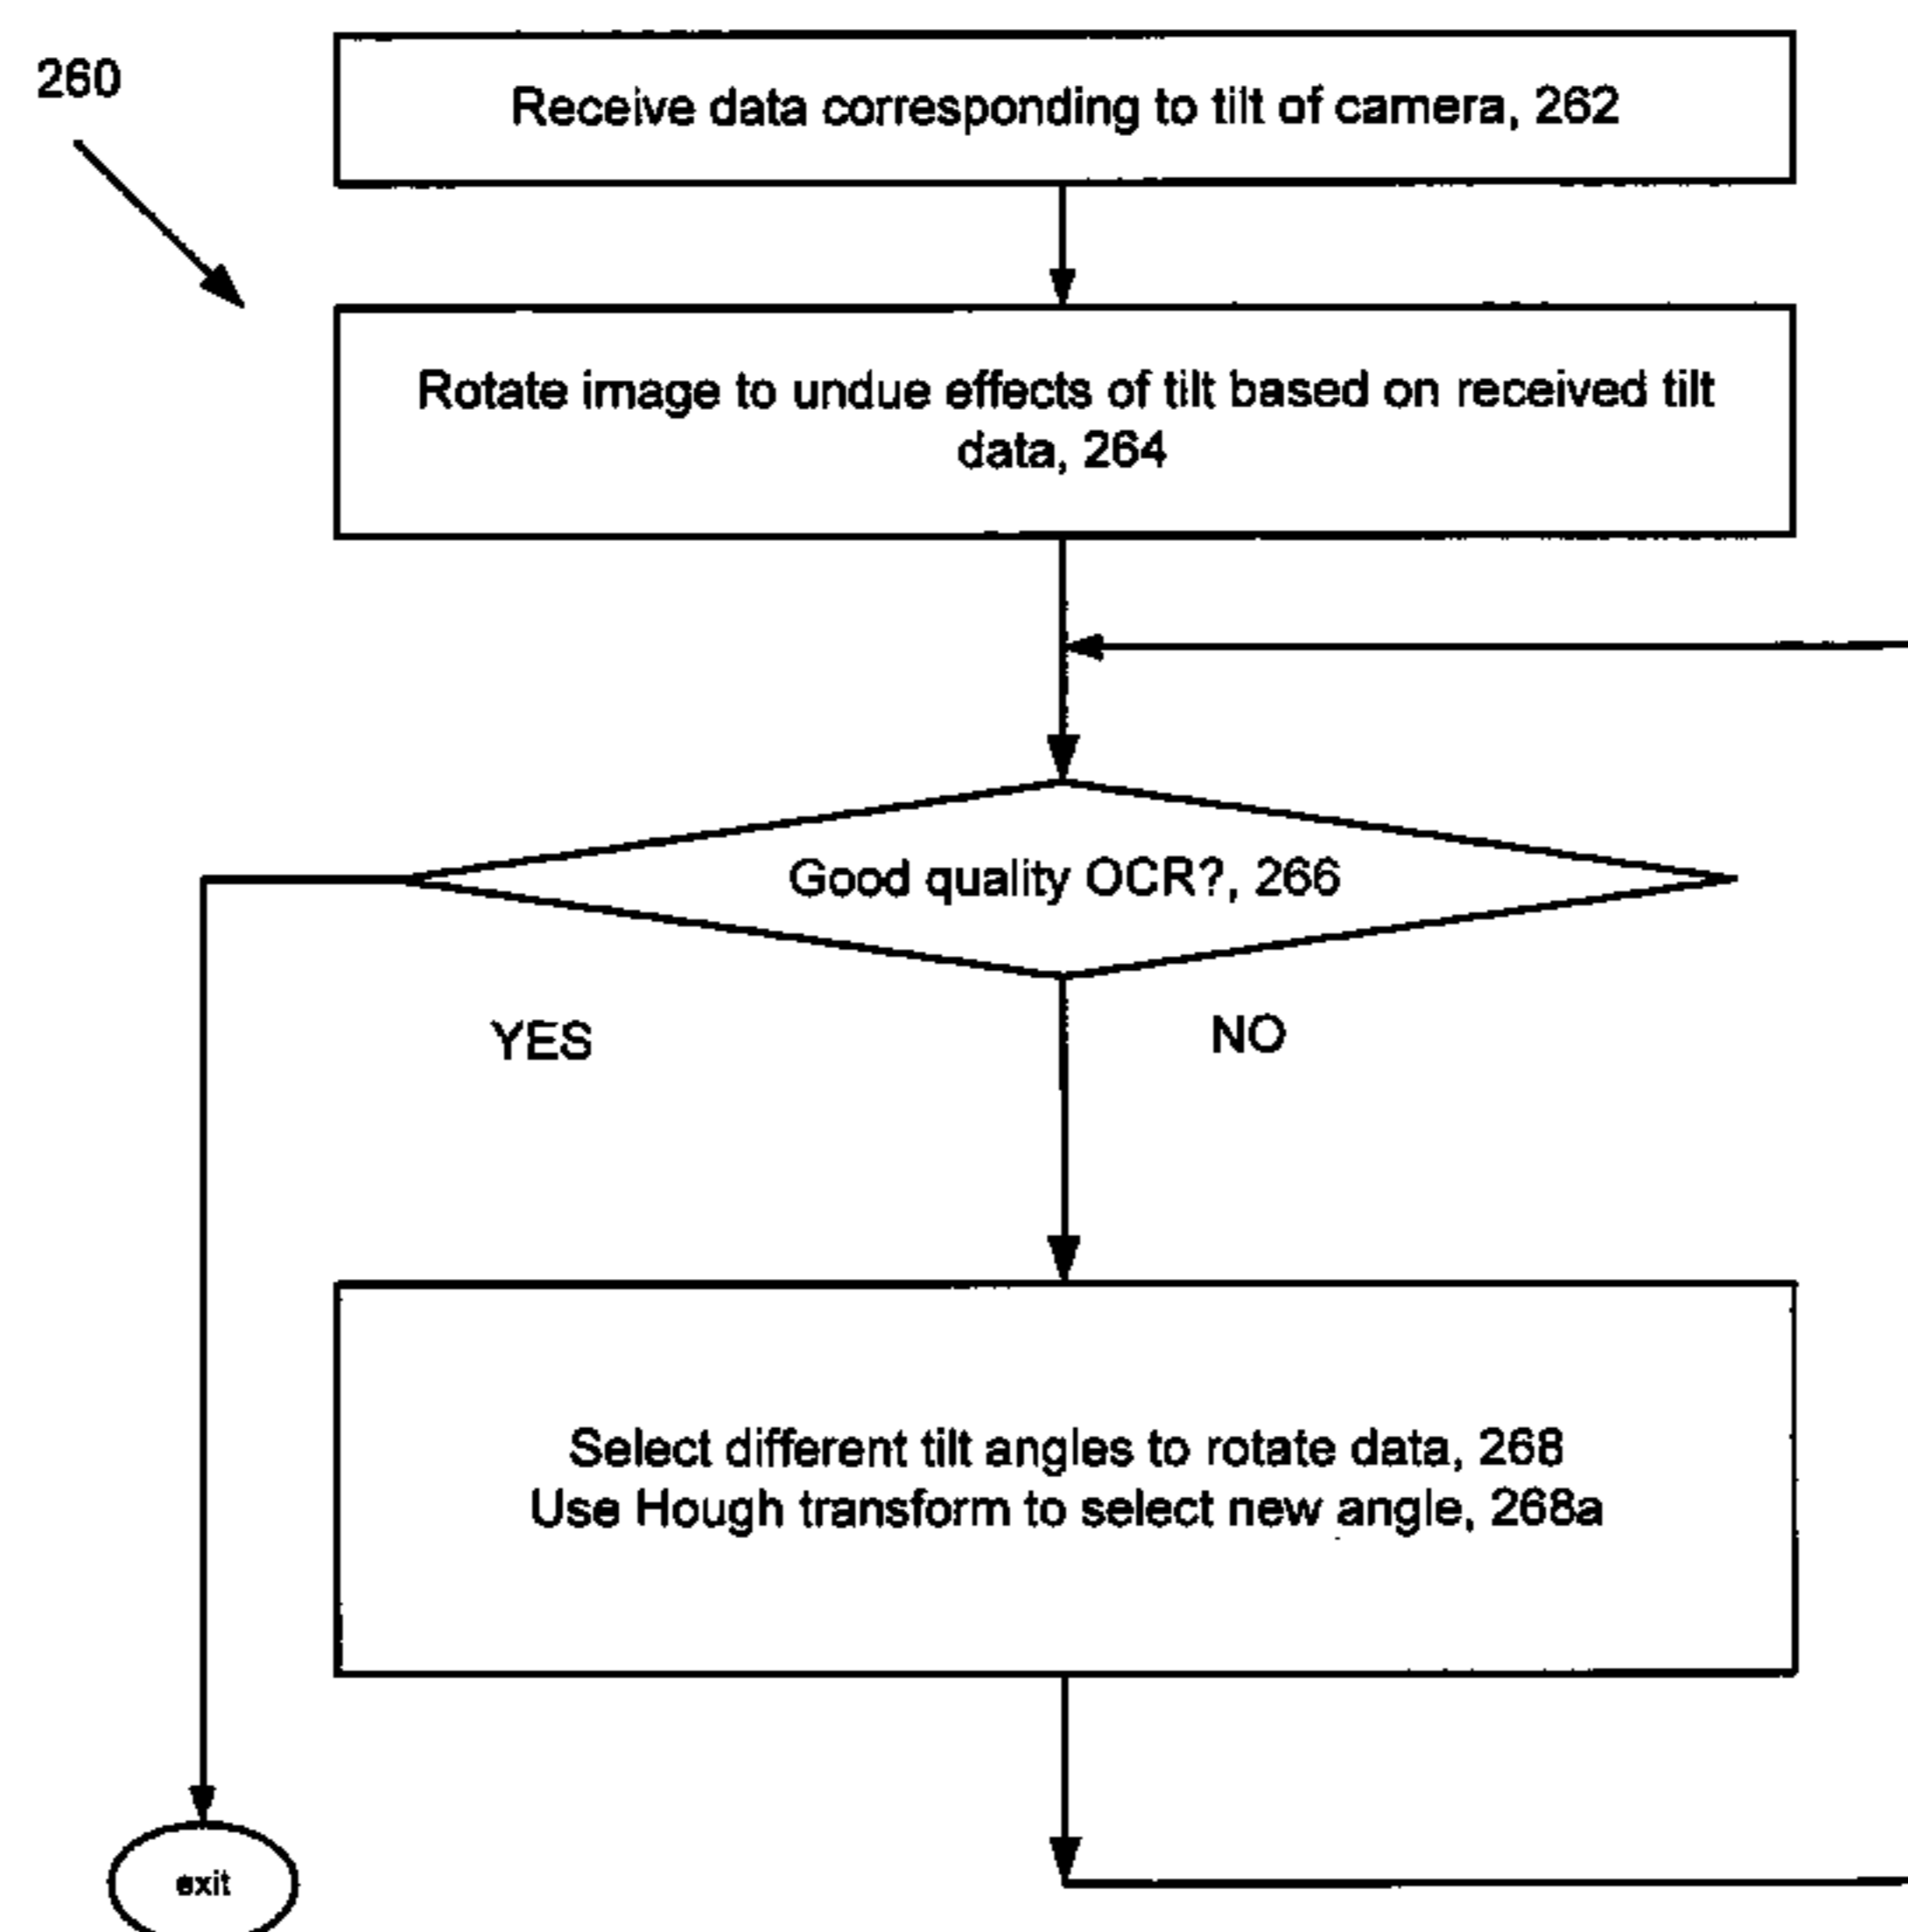 260
Receive data corresponding to tilt of camera, 262
Rotate image to undue effects of tilt based on received tilt
data, 264
Good quality OCR?, 266
YES
NO
Select different tilt angles to rotate data, 268
Use Hough transform to select new angle, 268a
exit